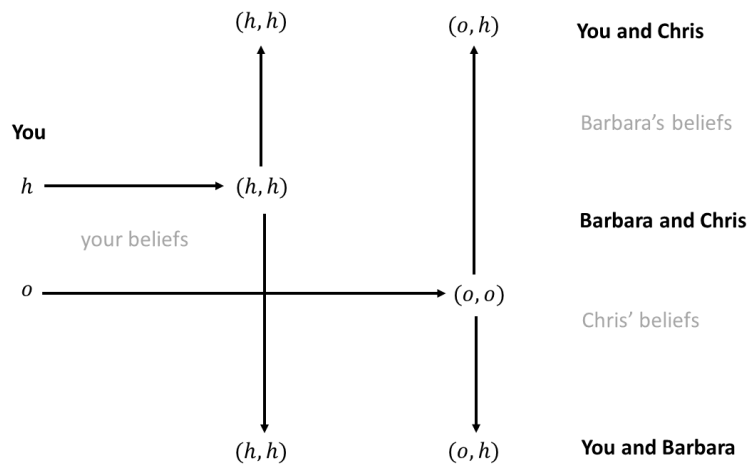 (h, h)
(o, h)
You and Chris
Barbara's beliefs
You
h
(h, h)
Barbara and Chris
your beliefs
o
(o, o)
Chris' beliefs
(h, h)
(o, h)
You and Barbara